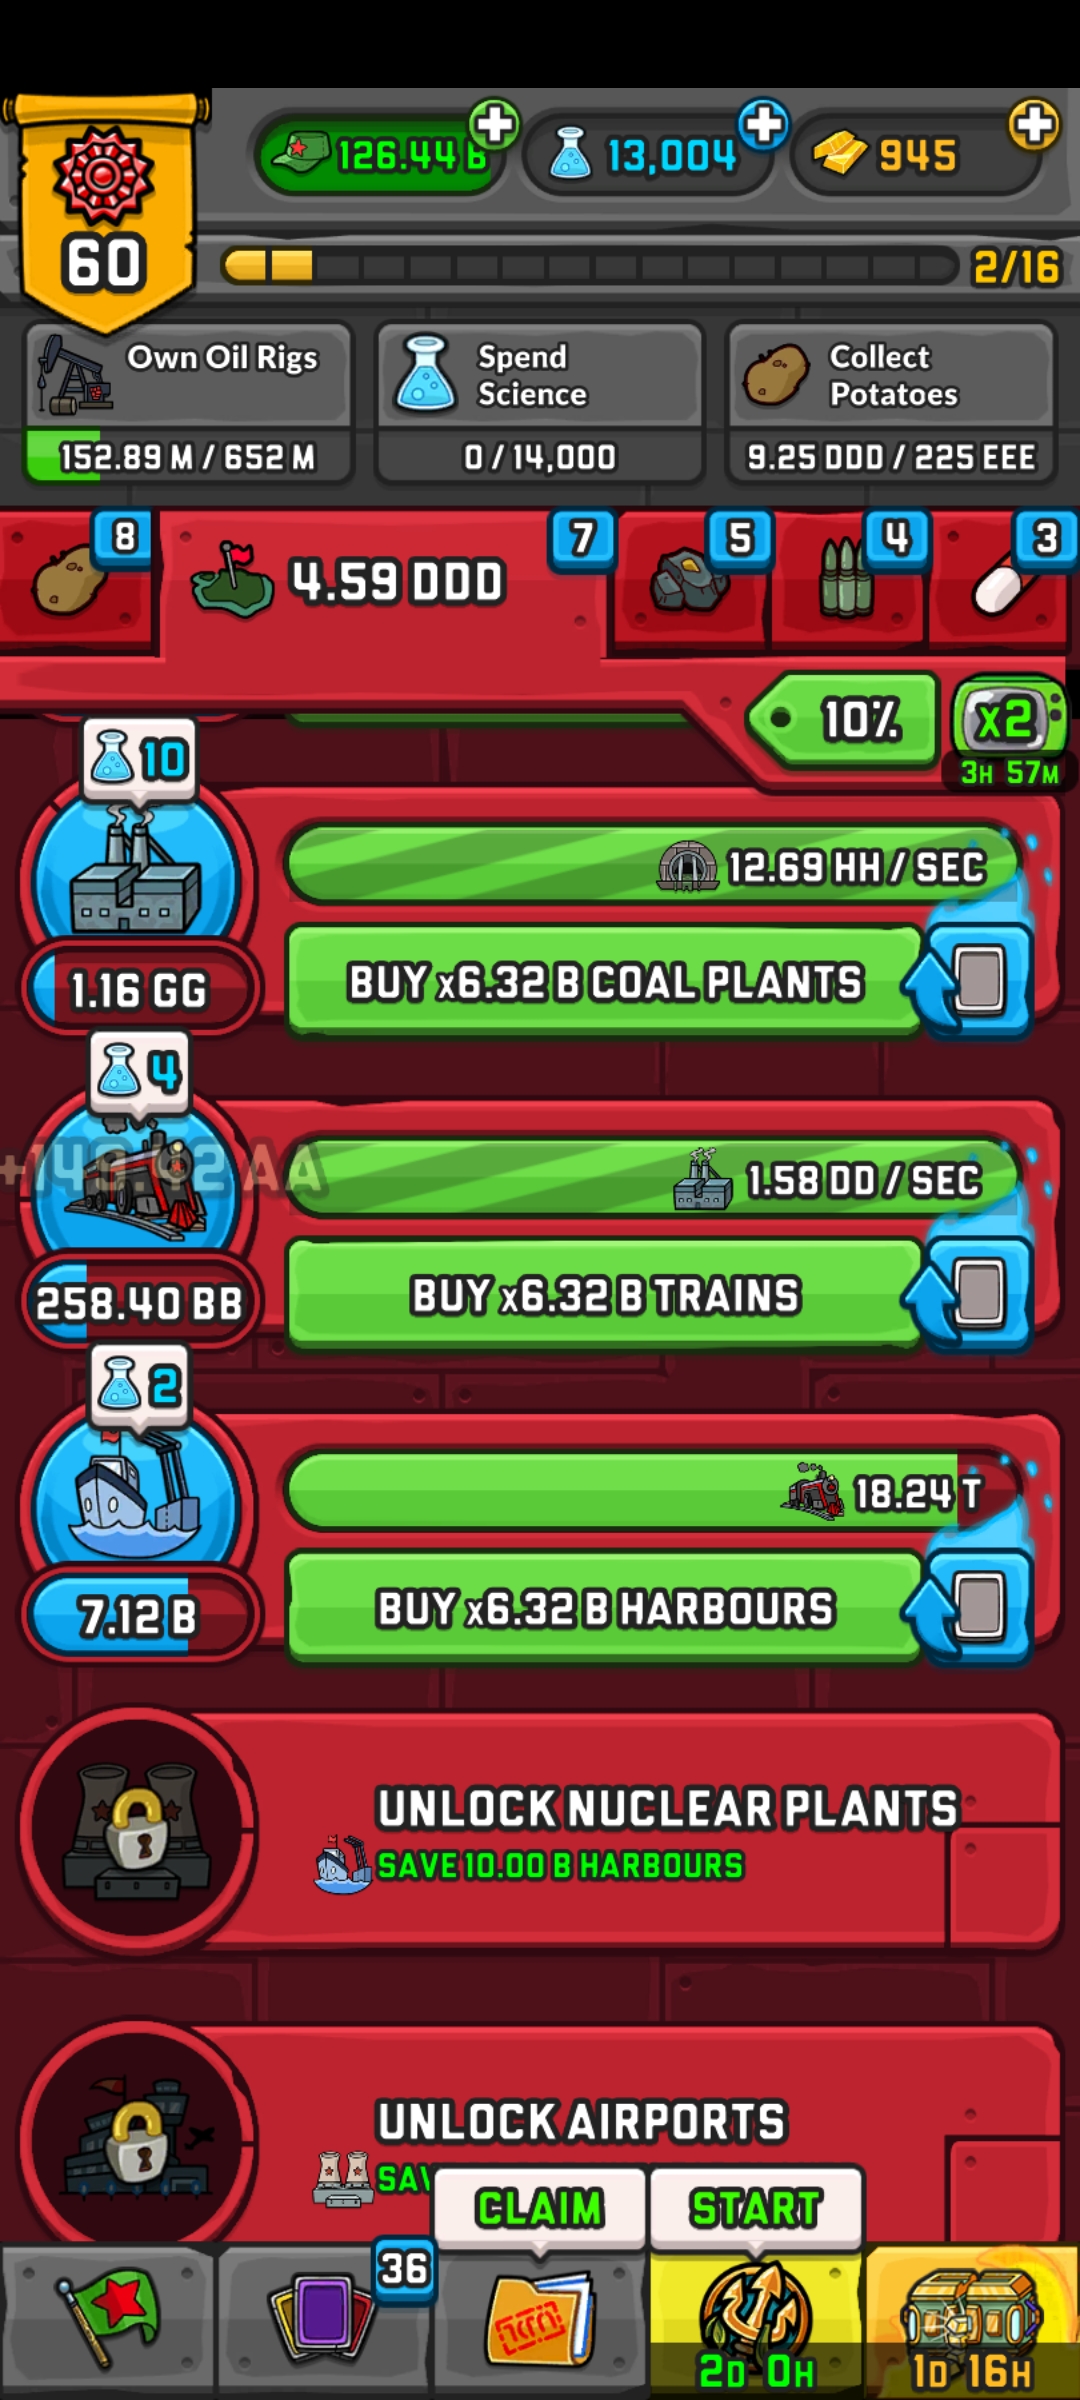 126.44 B
13,004
945
60
2/16
Own Oil Rigs
152.89 M / 652 M
Spend
Science
0 / 14,000
Collect
Potatoes
9.25 DDD / 225 EEE
8
4.59 DDD
7
5
4
3
10%
x2
3H 57M
10
12.69 HH / SEC
1.16 GG
BUY x6.32 B COAL PLANTS
4
+149.42 AA
1.58 DD / SEC
258.40 BB
BUY x6.32 B TRAINS
2
18.24 T
7.12 B
BUY x6.32 B HARBOURS
UNLOCK NUCLEAR PLANTS
SAVE 10.00 B HARBOURS
UNLOCK AIRPORTS
CLAIM
START
36
2D 0H
1D 16H